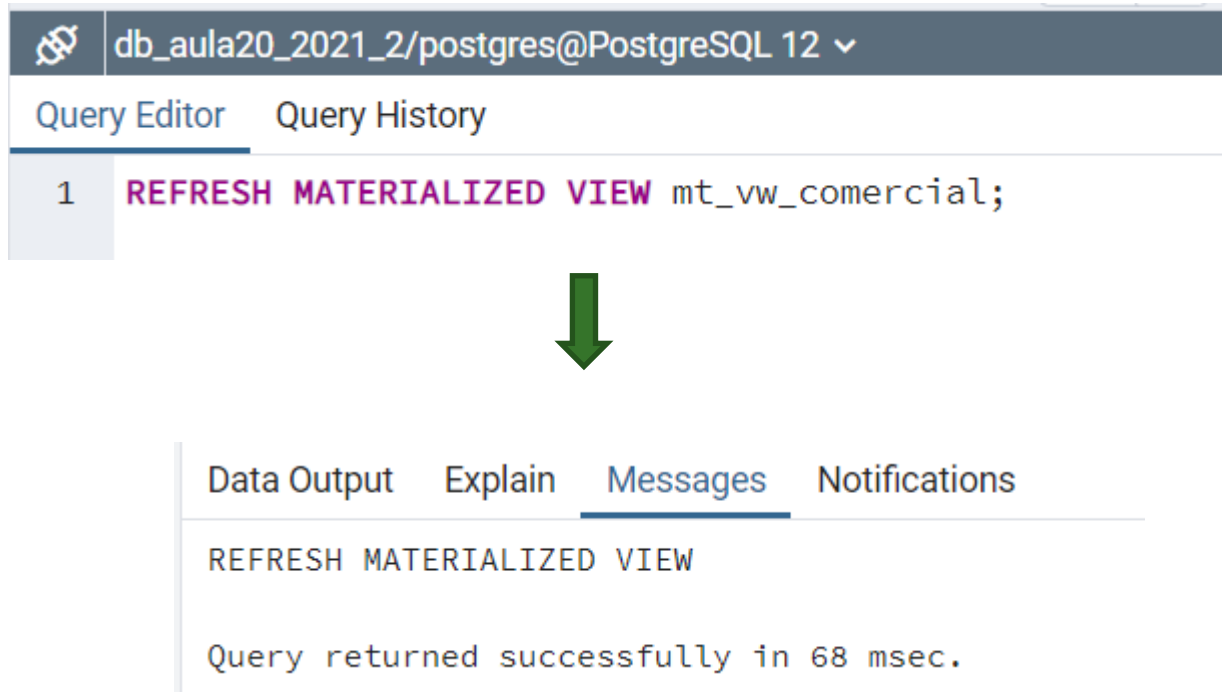 db_aula20_2021_2/postgres@PostgreSQL 12
Query Editor Query History
1 REFRESH MATERIALIZED VIEW mt_vw_comercial;
Data Output Explain Messages Notifications
REFRESH MATERIALIZED VIEW
Query returned successfully in 68 msec.